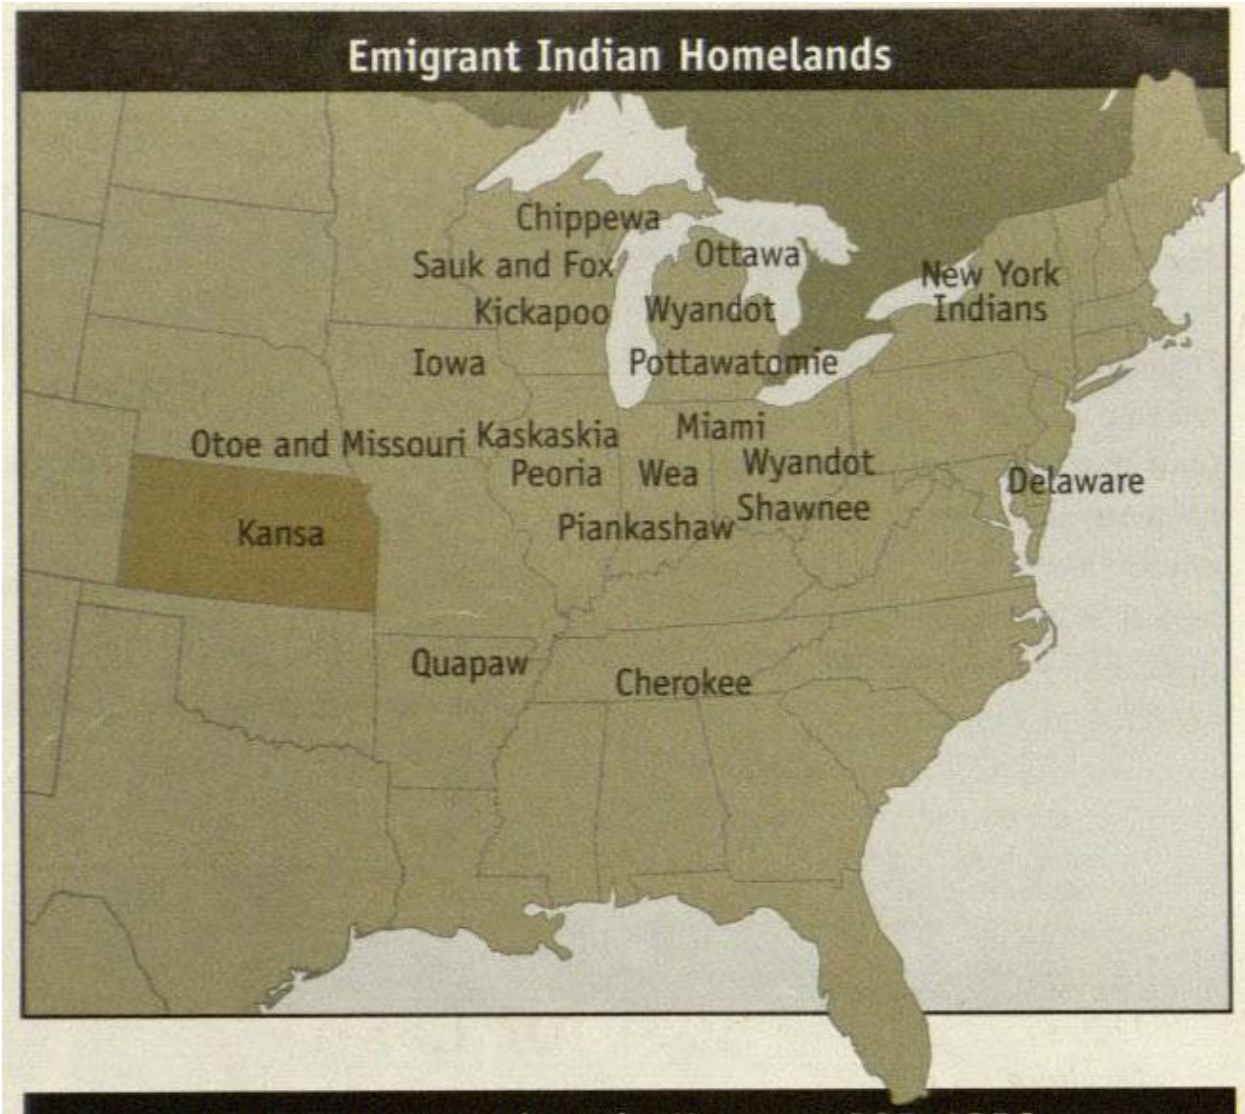 Emigrant Indian Homelands
Chippewa
Sauk and Fox
Ottawa
New York
Indians
Kickapoo
Wyandot
Iowa
Pottawatomie
Otoe and Missouri
Kaskaskia
Miami
Peoria
Wea
Wyandot
Delaware
Kansa
Piankashaw
Shawnee
Quapaw
Cherokee